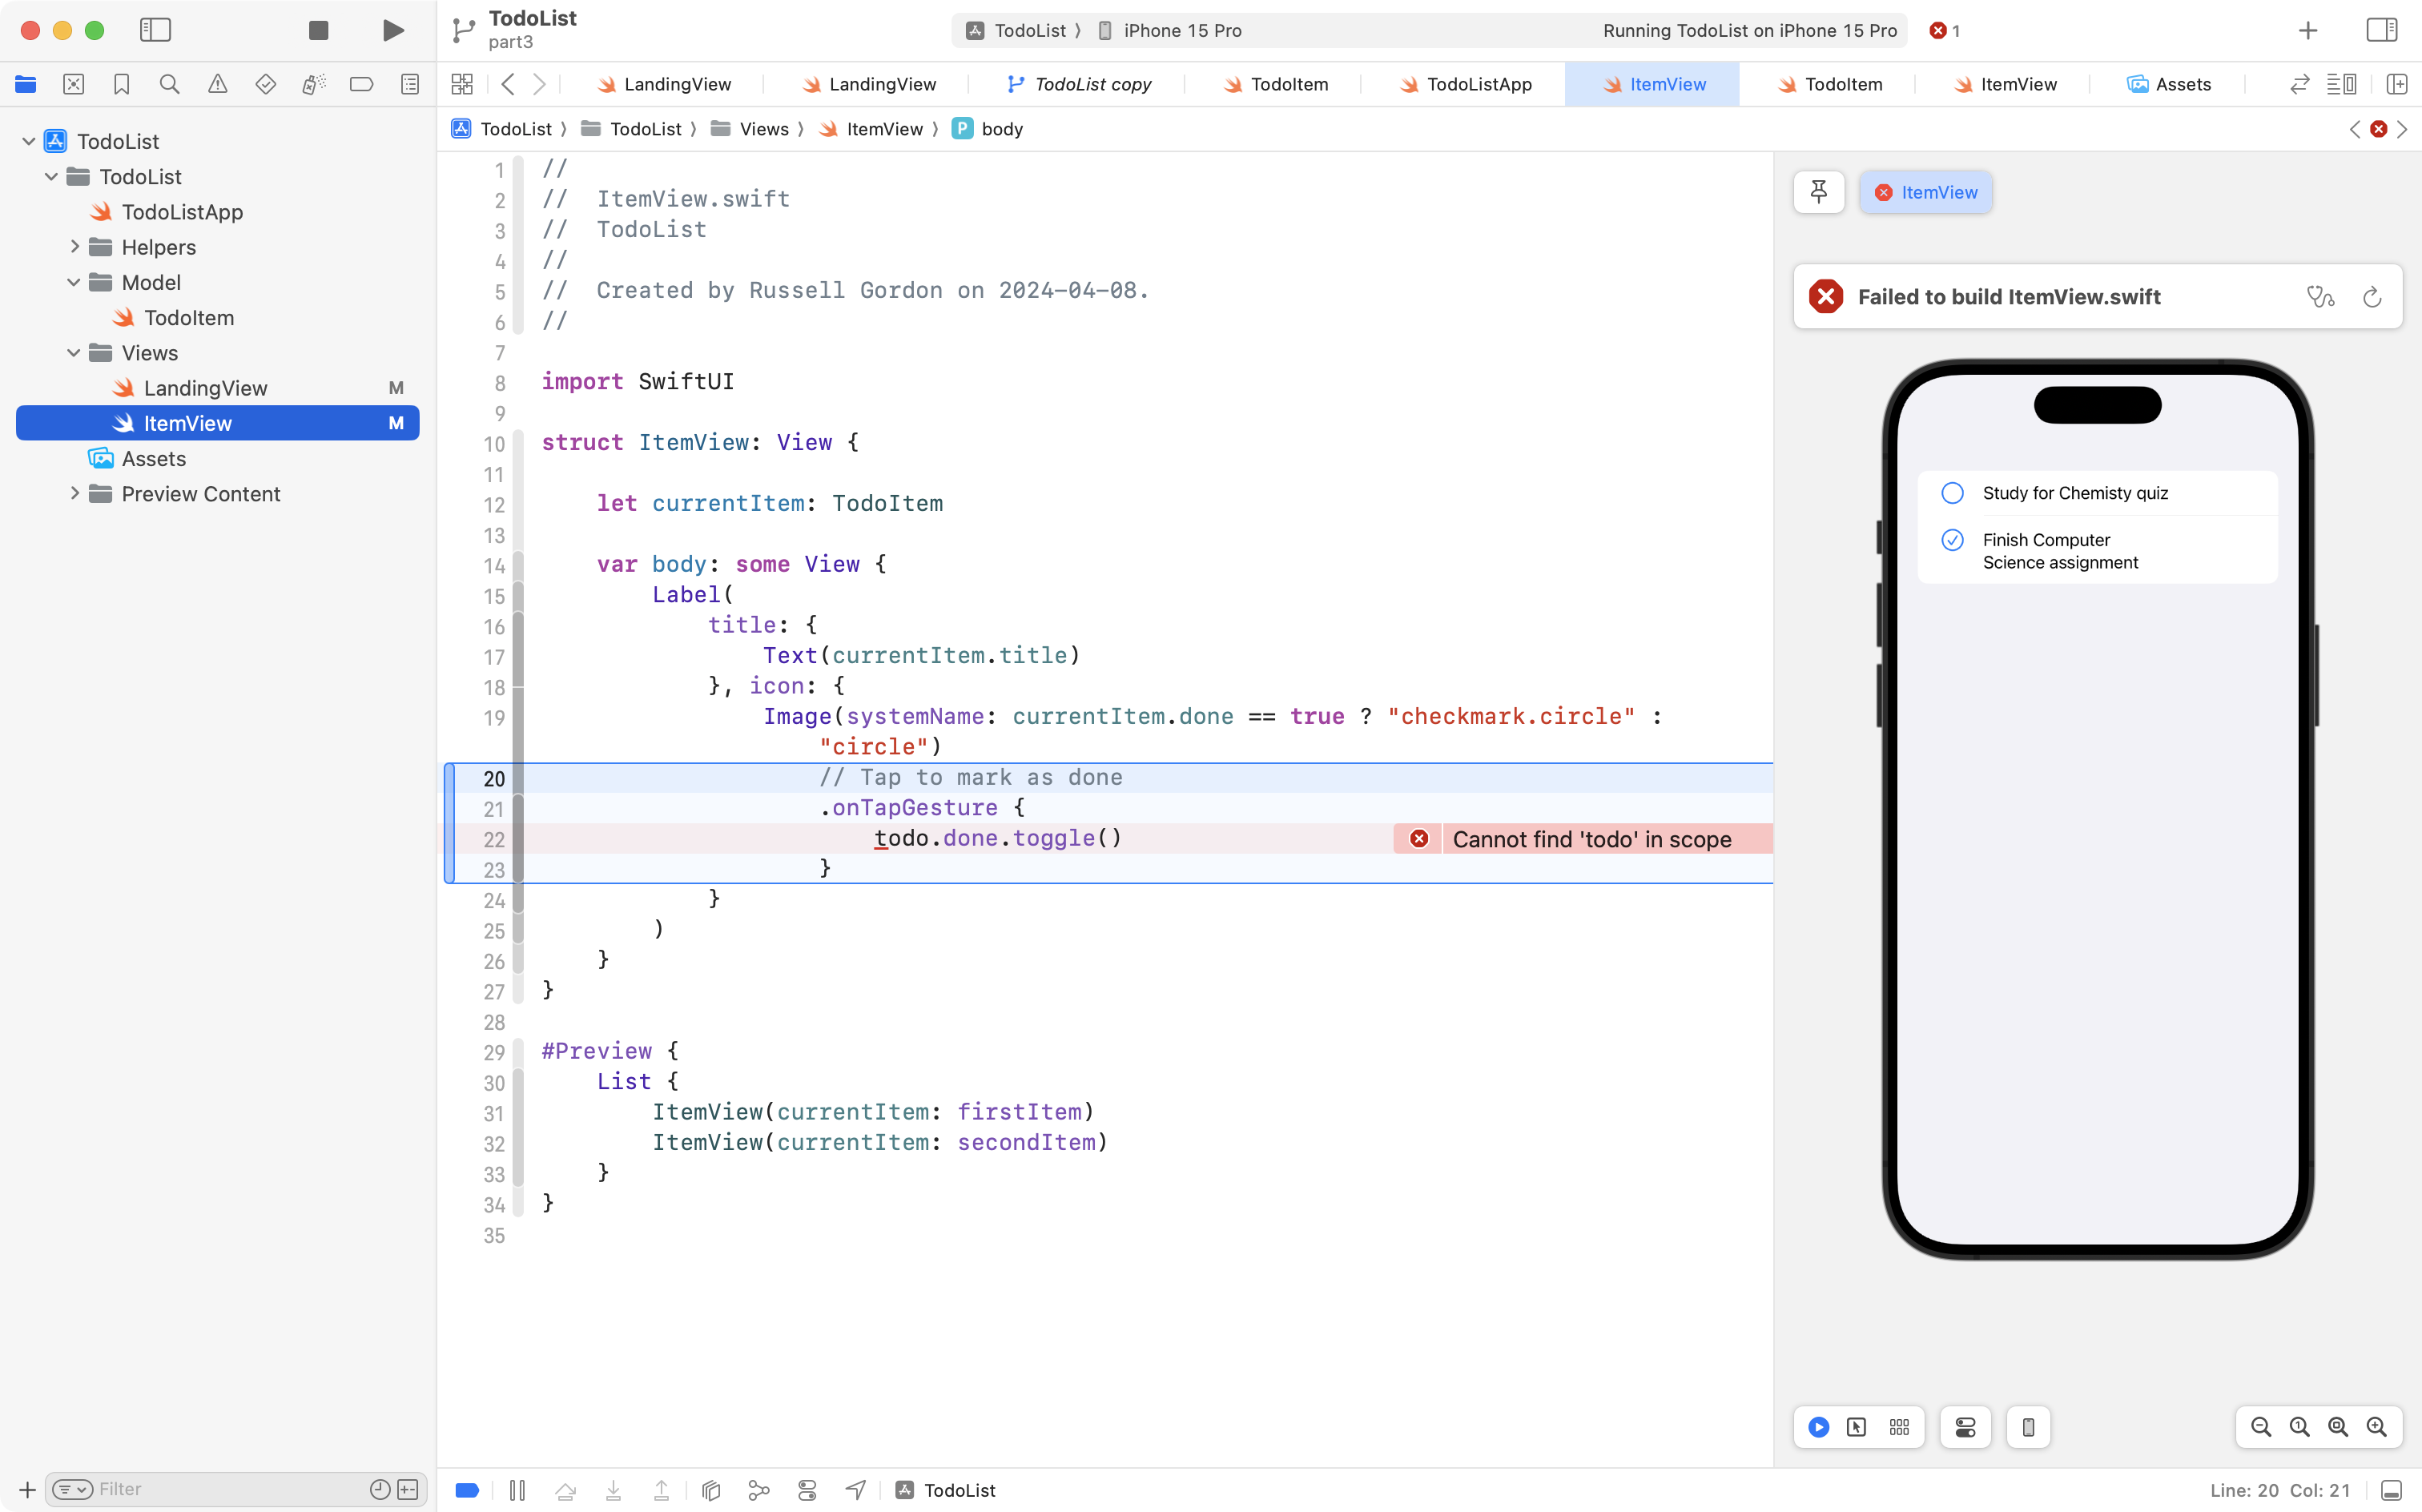 TodoList
part3
TodoList
iPhone 15 Pro
Running TodoList on iPhone 15 Pro
1
LandingView
LandingView
TodoList copy
TodoItem
TodoListApp
ItemView
TodoItem
ItemView
Assets
TodoList
TodoList
Views
ItemView
P
body
TodoList
TodoList
TodoListApp
Helpers
Model
TodoItem
Views
LandingView M
ItemView M
Assets
Preview Content
Filter
1 //
2 //  ItemView.swift
3 //  TodoList
4 //
5 //  Created by Russell Gordon on 2024-04-08.
6 //
7
8 import SwiftUI
9
10 struct ItemView: View {
11
12     let currentItem: TodoItem
13
14     var body: some View {
15         Label(
16             title: {
17                 Text(currentItem.title)
18             }, icon: {
19                 Image(systemName: currentItem.done == true ? "checkmark.circle" :
"circle")
20                     // Tap to mark as done
21                     .onTapGesture {
22                         todo.done.toggle()
Cannot find 'todo' in scope
23                     }
24             }
25         )
26     }
27 }
28
29 #Preview {
30     List {
31         ItemView(currentItem: firstItem)
32         ItemView(currentItem: secondItem)
33     }
34 }
35
ItemView
Failed to build ItemView.swift
Study for Chemisty quiz
Finish Computer
Science assignment
TodoList
Line: 20 Col: 21